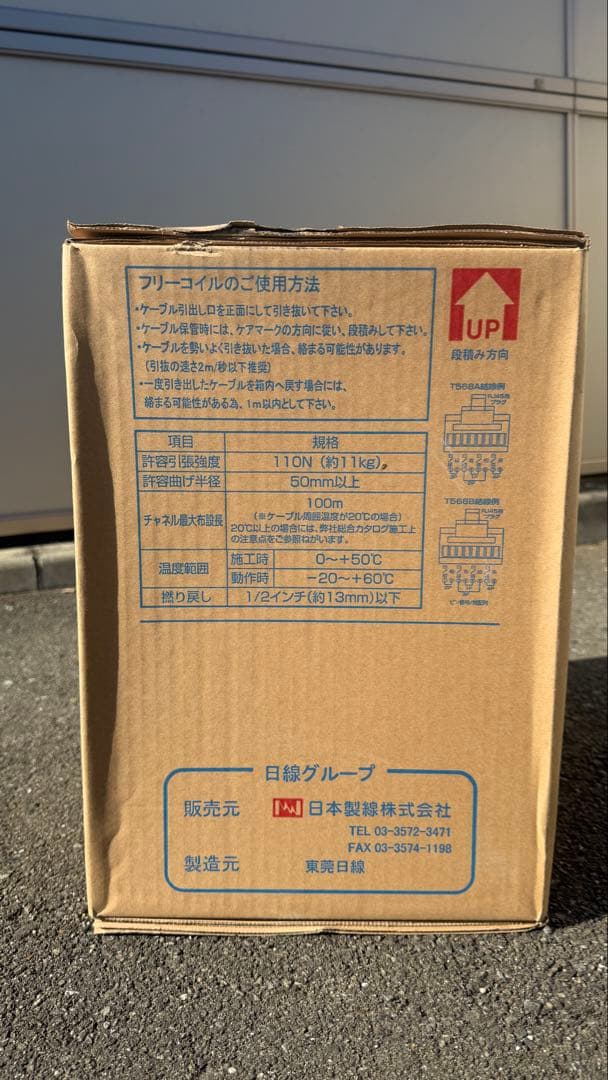 フリーコイルのご使用方法
・ケーブル引出し口を正面にして引き抜いて下さい。
・ケーブル保管時には、ケアマークの方向に従い、段積みして下さい。
・ケーブルを勢いよく引き抜いた場合、絡まる可能性があります。
（引抜の速さ2m/秒以下推奨）
・一度引き出したケーブルを箱内へ戻す場合には、
絡まる可能性がある為、1m以内として下さい。
UP
段積み方向
T568A結線例
RJ45用
プラグ
T568B結線例
RJ45用
プラグ
項目 規格
許容引張強度 110N（約11kg）
許容曲げ半径 50mm以上
チャネル最大布設長 100m
（※ケーブル周囲温度が20℃の場合）
20℃以上の場合には、弊社総合カタログ施工上
の注意点をご参照ねがいます。
温度範囲 施工時 0～+50℃
動作時 －20～+60℃
撚り戻し 1/2インチ（約13mm）以下
日線グループ
販売元 日本製線株式会社
TEL 03-3572-3471
FAX 03-3574-1198
製造元 東莞日線